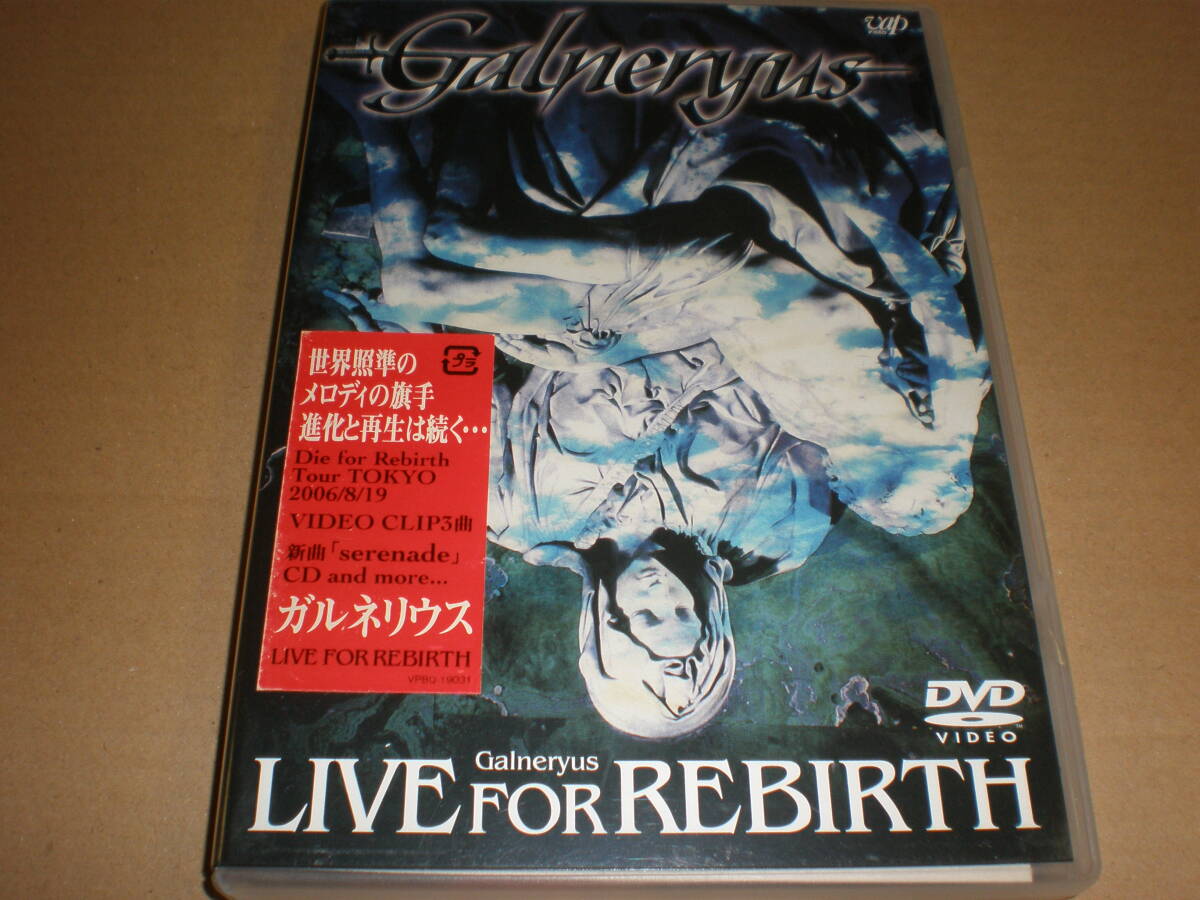 vap
VIDEO
Galneryus
世界照準の
プラ
メロディの旗手
進化と再生は続く…
Die for Rebirth
Tour TOKYO
2006/8/19
VIDEO CLIP3曲
新曲「serenade」
CD and more...
ガルネリウス
LIVE FOR REBIRTH
VPBQ-19031
DVD
VIDEO
Galneryus
LIVE FOR REBIRTH